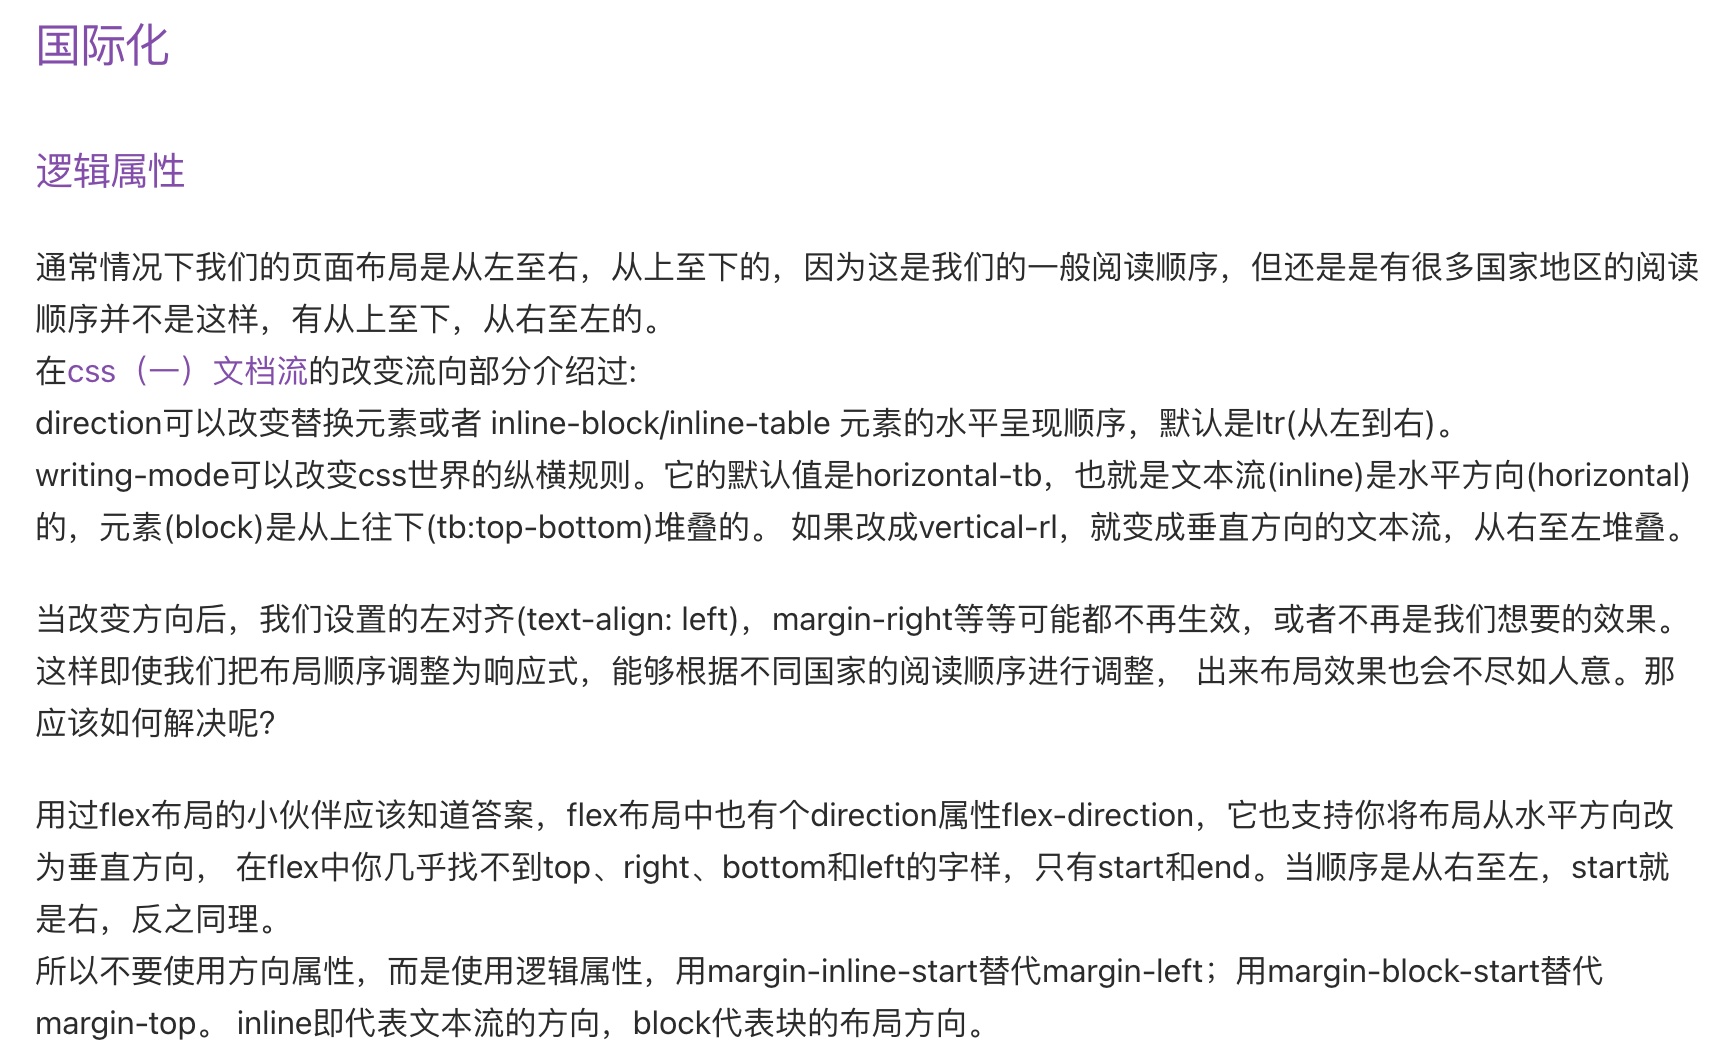 国际化
逻辑属性
通常情况下我们的页面布局是从左至右，从上至下的，因为这是我们的一般阅读顺序，但还是是有很多国家地区的阅读
顺序并不是这样，有从上至下，从右至左的。
在css（一）文档流的改变流向部分介绍过:
direction可以改变替换元素或者 inline-block/inline-table 元素的水平呈现顺序，默认是ltr(从左到右)。
writing-mode可以改变css世界的纵横规则。它的默认值是horizontal-tb，也就是文本流(inline)是水平方向(horizontal)
的，元素(block)是从上往下(tb:top-bottom)堆叠的。 如果改成vertical-rl，就变成垂直方向的文本流，从右至左堆叠。
当改变方向后，我们设置的左对齐(text-align: left)，margin-right等等可能都不再生效，或者不再是我们想要的效果。
这样即使我们把布局顺序调整为响应式，能够根据不同国家的阅读顺序进行调整， 出来布局效果也会不尽如人意。那
应该如何解决呢?
用过flex布局的小伙伴应该知道答案，flex布局中也有个direction属性flex-direction，它也支持你将布局从水平方向改
为垂直方向， 在flex中你几乎找不到top、right、bottom和left的字样，只有start和end。当顺序是从右至左，start就
是右，反之同理。
所以不要使用方向属性，而是使用逻辑属性，用margin-inline-start替代margin-left；用margin-block-start替代
margin-top。 inline即代表文本流的方向，block代表块的布局方向。